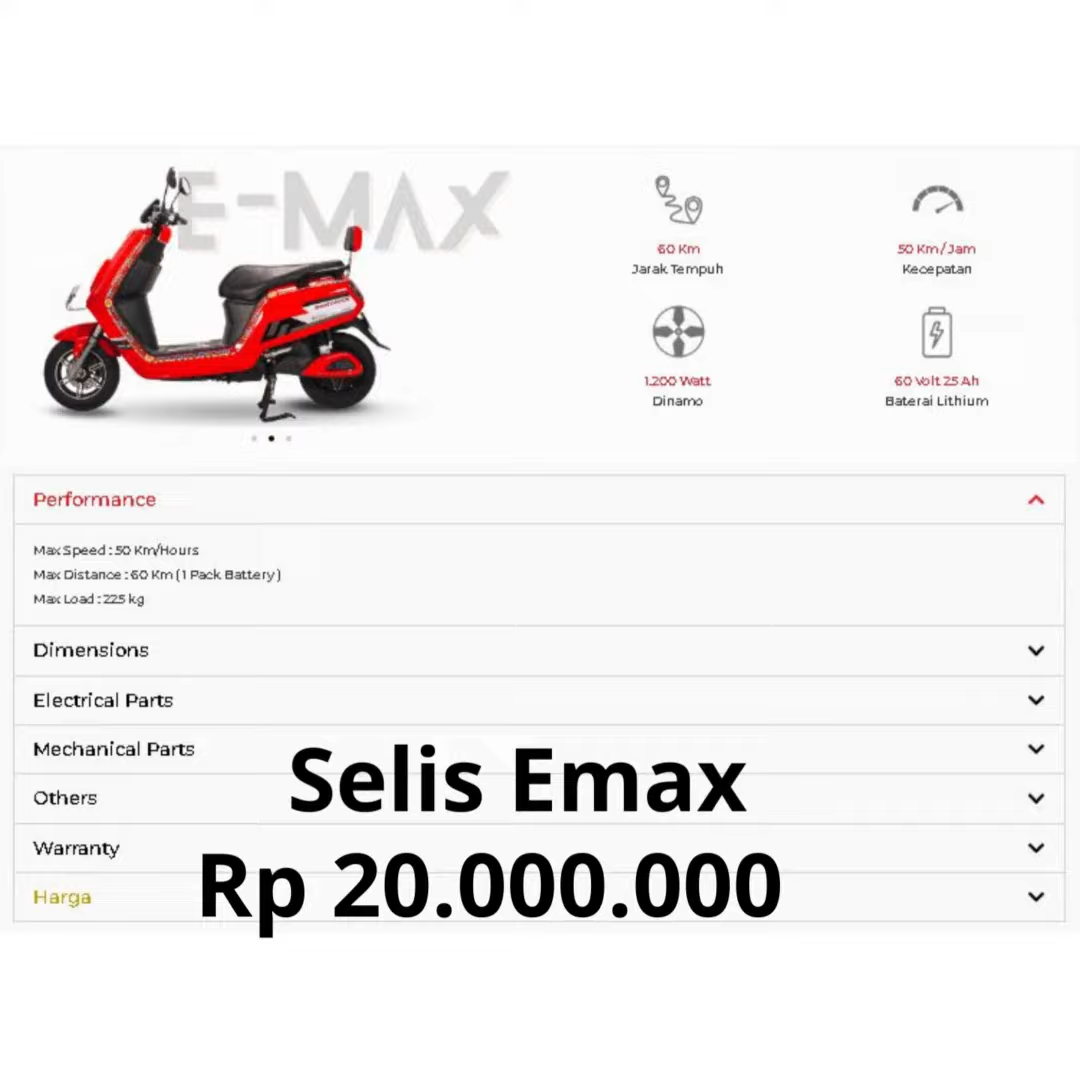 E-MAX
60 Km
Jarak Tempuh
50 Km/Jam
Kecepatan
1.200 Watt
Dinamo
60 Volt 25 Ah
Baterai Lithium
Performance
Max Speed : 50 Km/Hours
Max Distance : 60 Km ( 1 Pack Battery )
Max Load : 225 kg
Dimensions
Electrical Parts
Mechanical Parts
Others
Warranty
Harga
Selis Emax
Rp 20.000.000